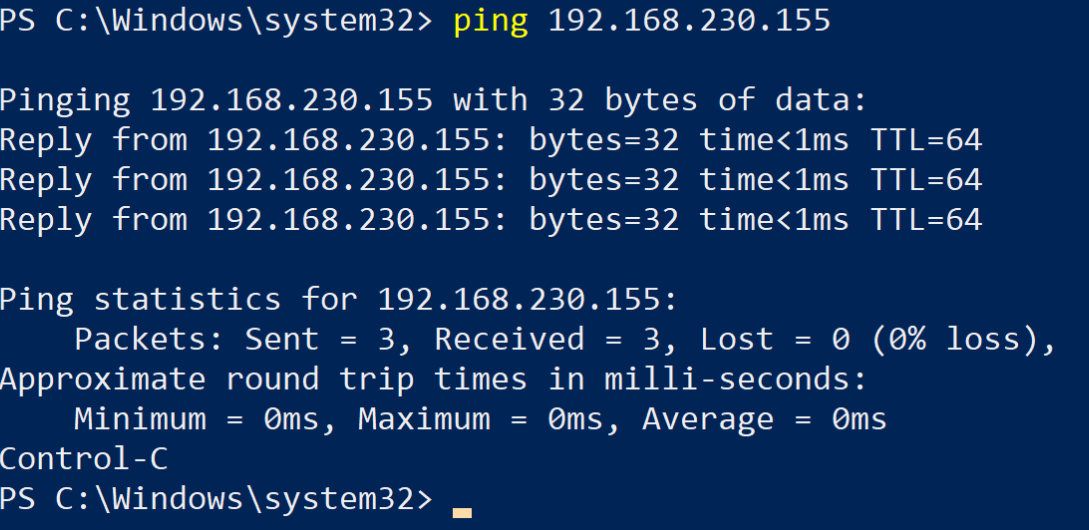 PS C:\Windows\system32> ping 192.168.230.155
Pinging 192.168.230.155 with 32 bytes of data:
Reply from 192.168.230.155: bytes=32 time<1ms TTL=64
Reply from 192.168.230.155: bytes=32 time<1ms TTL=64
Reply from 192.168.230.155: bytes=32 time<1ms TTL=64
Ping statistics for 192.168.230.155:
    Packets: Sent = 3, Received = 3, Lost = 0 (0% loss),
Approximate round trip times in milli-seconds:
    Minimum = 0ms, Maximum = 0ms, Average = 0ms
Control-C
PS C:\Windows\system32>